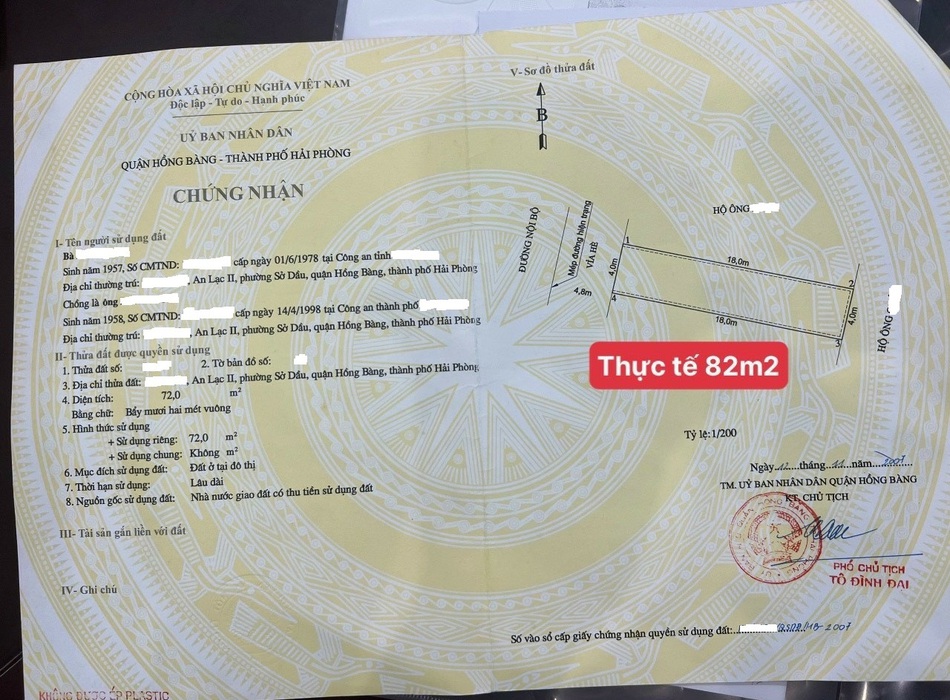 CỘNG HÒA XÃ HỘI CHỦ NGHĨA VIỆT NAM
Độc lập - Tự do - Hạnh phúc
UỶ BAN NHÂN DÂN
QUẬN HỒNG BÀNG - THÀNH PHỐ HẢI PHÒNG
CHỨNG NHẬN
I- Tên người sử dụng đất
Bà
Sinh năm 1957, Số CMTND: cấp ngày 01/6/1978 tại Công an tỉnh
Địa chỉ thường trú: , An Lạc II, phường Sở Dầu, quận Hồng Bàng, thành phố Hải Phòng
Chồng là ông
Sinh năm 1958, Số CMTND: cấp ngày 14/4/1998 tại Công an thành phố
Địa chỉ thường trú: , An Lạc II, phường Sở Dầu, quận Hồng Bàng, thành phố Hải Phòng
II- Thửa đất được quyền sử dụng
1. Thửa đất số: 2. Tờ bản đồ số:
3. Địa chỉ thửa đất: , An Lạc II, phường Sở Dầu, quận Hồng Bàng, thành phố Hải Phòng
4. Diện tích: 72,0 m2
Bằng chữ: Bẩy mươi hai mét vuông
5. Hình thức sử dụng
+ Sử dụng riêng: 72,0 m2
+ Sử dụng chung: Không m2
6. Mục đích sử dụng đất: Đất ở tại đô thị
7. Thời hạn sử dụng: Lâu dài
8. Nguồn gốc sử dụng đất: Nhà nước giao đất có thu tiền sử dụng đất
III- Tài sản gắn liền với đất
IV- Ghi chú
KHÔNG ĐƯỢC ÉP PLASTIC
V- Sơ đồ thửa đất
B
HỘ ÔNG
ĐƯỜNG NỘI BỘ
Mép đường hiện trạng
VỈA HÈ
4,8m
4,0m
1
18,0m
2
4,0m
3
18,0m
4
HỘ ÔNG
Thực tế 82m2
Tỷ lệ:1/200
Ngày..12....tháng..11....năm..2007..
TM. UỶ BAN NHÂN DÂN QUẬN HỒNG BÀNG
KT. CHỦ TỊCH
PHÓ CHỦ TỊCH
TÔ ĐÌNH ĐẠI
Số vào sổ cấp giấy chứng nhận quyền sử dụng đất: